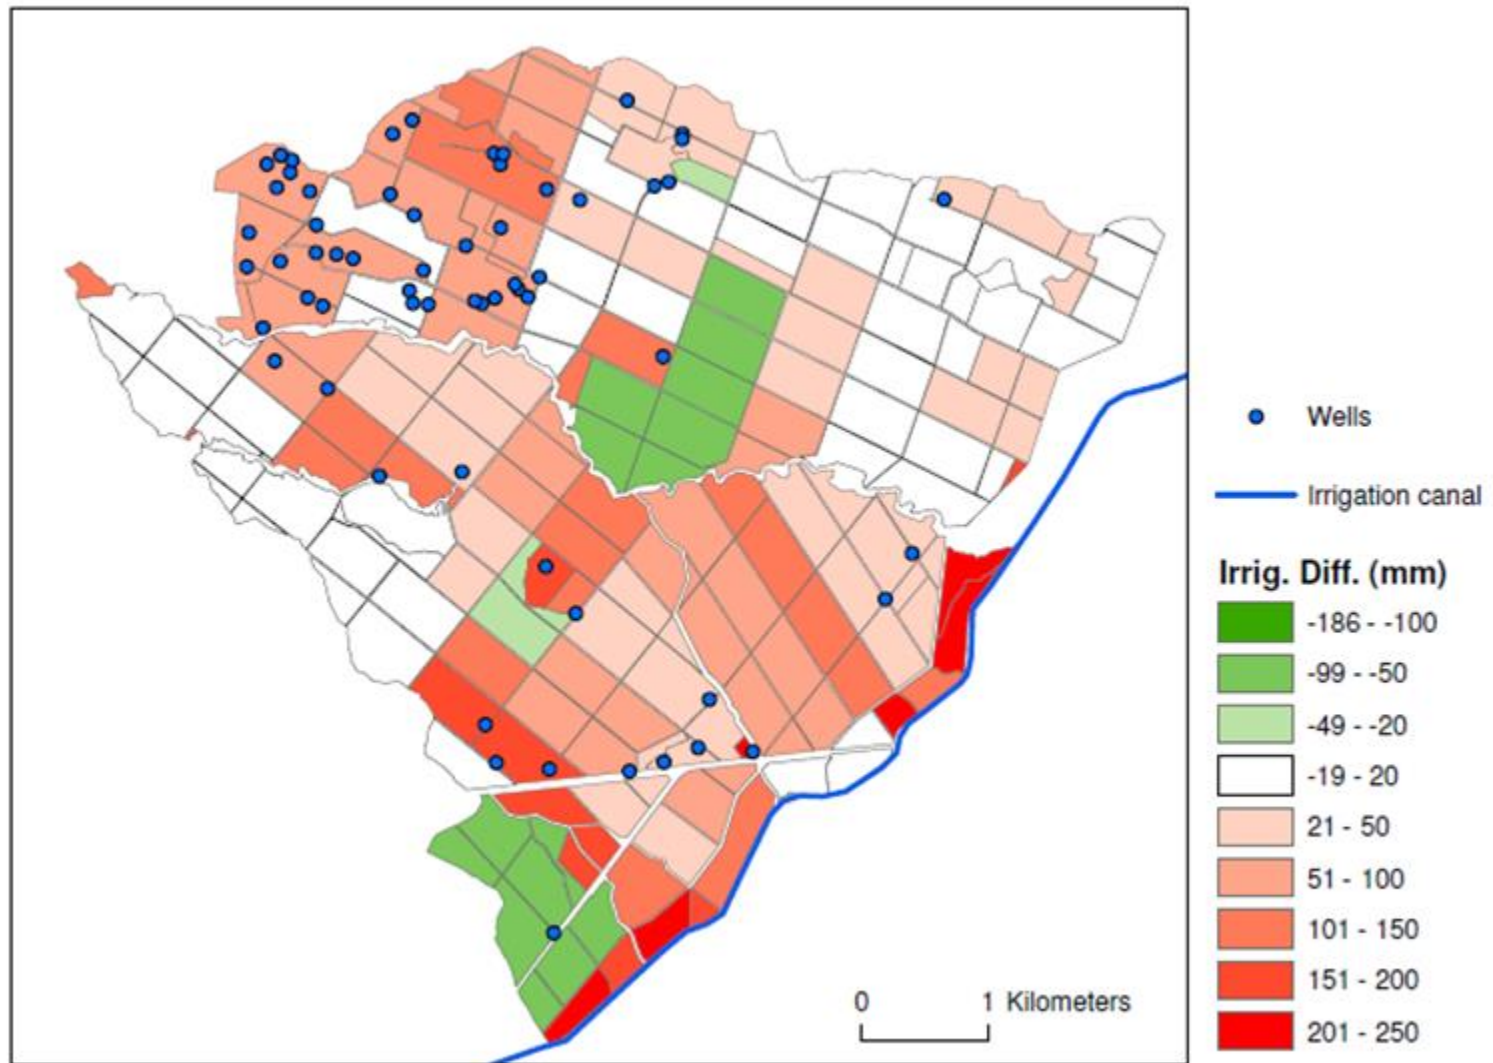 Wells
Irrigation canal
Irrig. Diff. (mm)
-186 - -100
-99 - -50
-49 - -20
-19 - 20
21 - 50
51 - 100
101 - 150
151 - 200
201 - 250
0 1 Kilometers